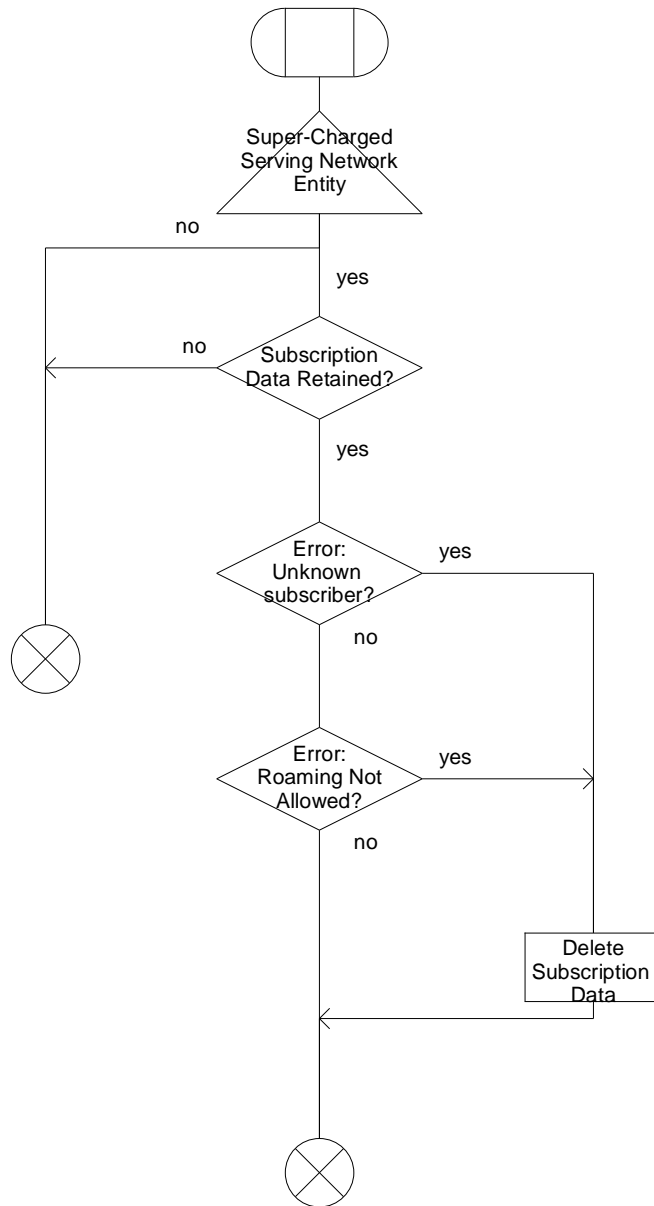 Super-Charged
Serving Network
Entity
no
yes
no
Subscription
Data Retained?
yes
Error:
Unknown
subscriber?
yes
no
Error:
Roaming Not
Allowed?
yes
no
Delete
Subscription
Data